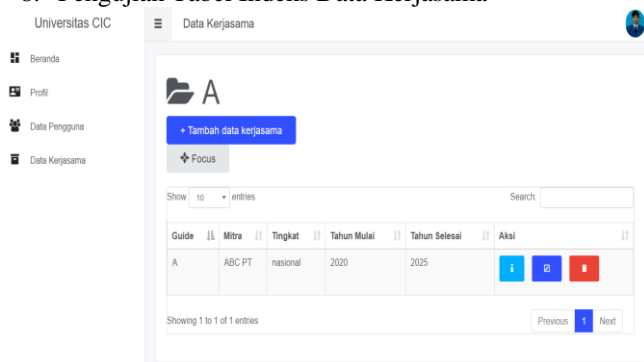 Universitas CIC
Data Kerjasama
Beranda
Profil
Data Pengguna
Data Kerjasama
A
+ Tambah data kerjasama
Focus
Show 10 entries
Search:
Guide Mitra Tingkat Tahun Mulai Tahun Selesai Aksi
A ABC PT nasional 2020 2025
Showing 1 to 1 of 1 entries
Previous 1 Next